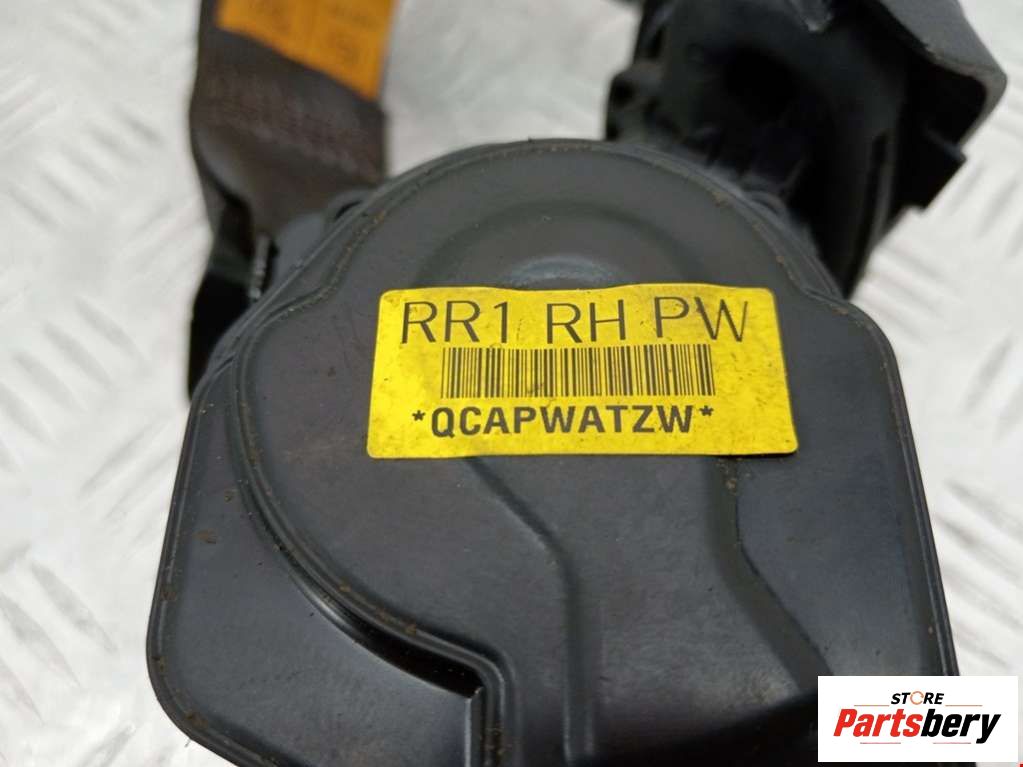 RR1 RH PW
*QCAPWATZW*
STORE
Partsbery